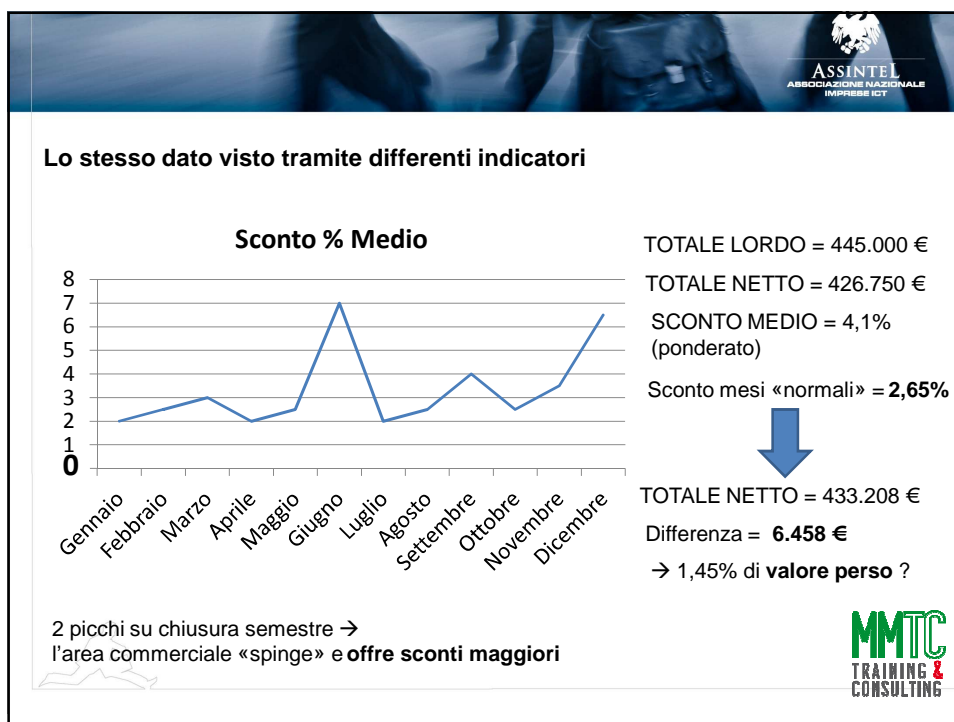 ASSINTEL
ASSOCIAZIONE NAZIONALE
IMPRESE ICT
Lo stesso dato visto tramite differenti indicatori
Sconto % Medio
8
7
6
5
4
3
2
1
0
Gennaio
Febbraio
Marzo
Aprile
Maggio
Giugno
Luglio
Agosto
Settembre
Ottobre
Novembre
Dicembre
TOTALE LORDO = 445.000 €
TOTALE NETTO = 426.750 €
SCONTO MEDIO = 4,1%
(ponderato)
Sconto mesi «normali» = 2,65%
TOTALE NETTO = 433.208 €
Differenza = 6.458 €
→ 1,45% di valore perso ?
2 picchi su chiusura semestre →
l'area commerciale «spinge» e offre sconti maggiori
MMTC
TRAINING &
CONSULTING